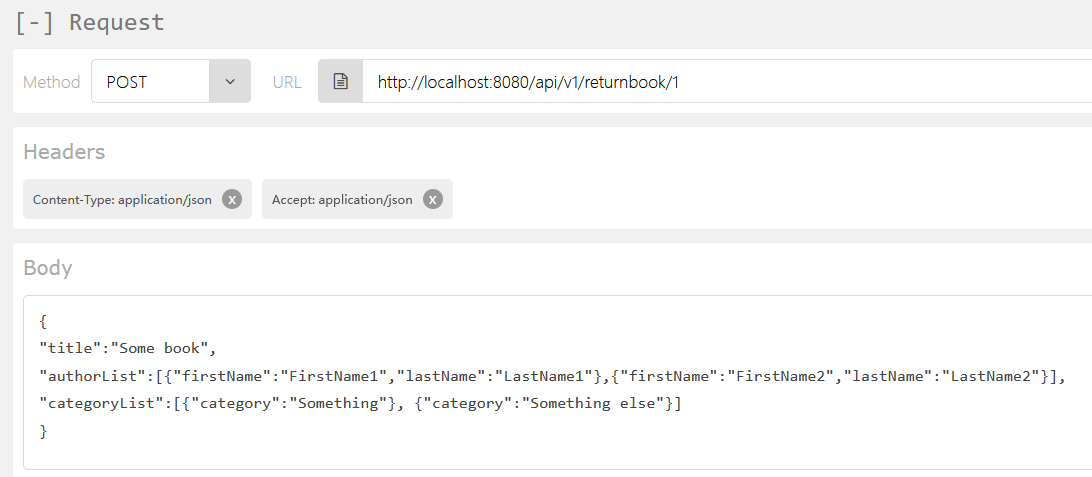 [-] Request
Method POST URL http://localhost:8080/api/v1/returnbook/1
Headers
Content-Type: application/json x Accept: application/json x
Body
{
"title":"Some book",
"authorList":[{"firstName":"FirstName1","lastName":"LastName1"},{"firstName":"FirstName2","lastName":"LastName2"}],
"categoryList":[{"category":"Something"}, {"category":"Something else"}]
}